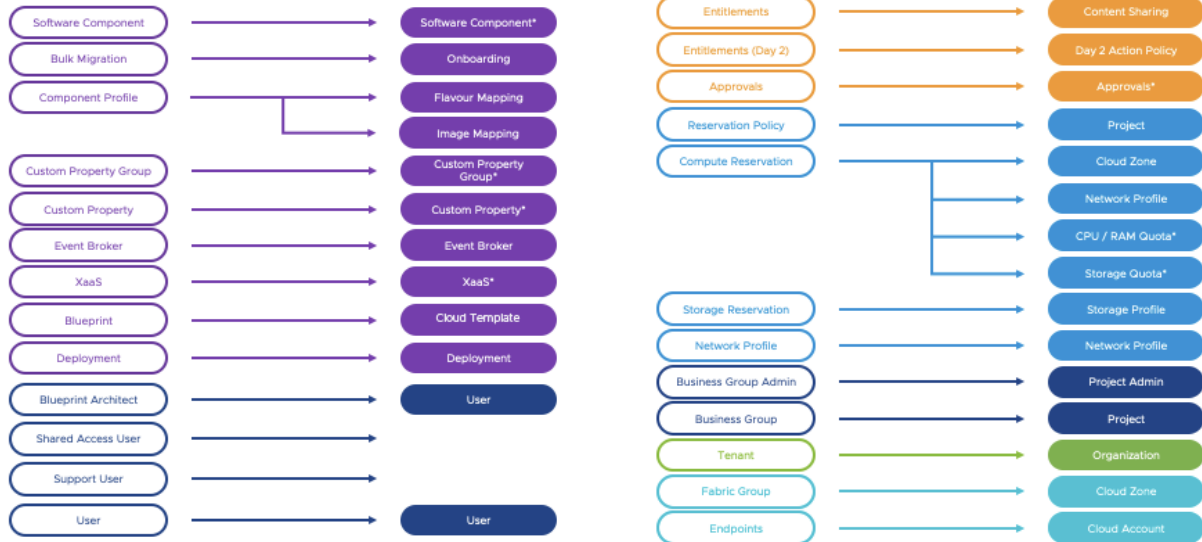 Software Component
Software Component*
Bulk Migration
Onboarding
Component Profile
Flavour Mapping
Image Mapping
Custom Property Group
Custom Property
Group*
Custom Property
Custom Property*
Event Broker
Event Broker
XaaS
XaaS*
Blueprint
Cloud Template
Deployment
Deployment
Blueprint Architect
User
Shared Access User
Support User
User
User
Entitlements
Content Sharing
Entitlements (Day 2)
Day 2 Action Policy
Approvals
Approvals*
Reservation Policy
Project
Compute Reservation
Cloud Zone
Network Profile
CPU / RAM Quota*
Storage Quota*
Storage Reservation
Storage Profile
Network Profile
Network Profile
Business Group Admin
Project Admin
Business Group
Project
Tenant
Organization
Fabric Group
Cloud Zone
Endpoints
Cloud Account